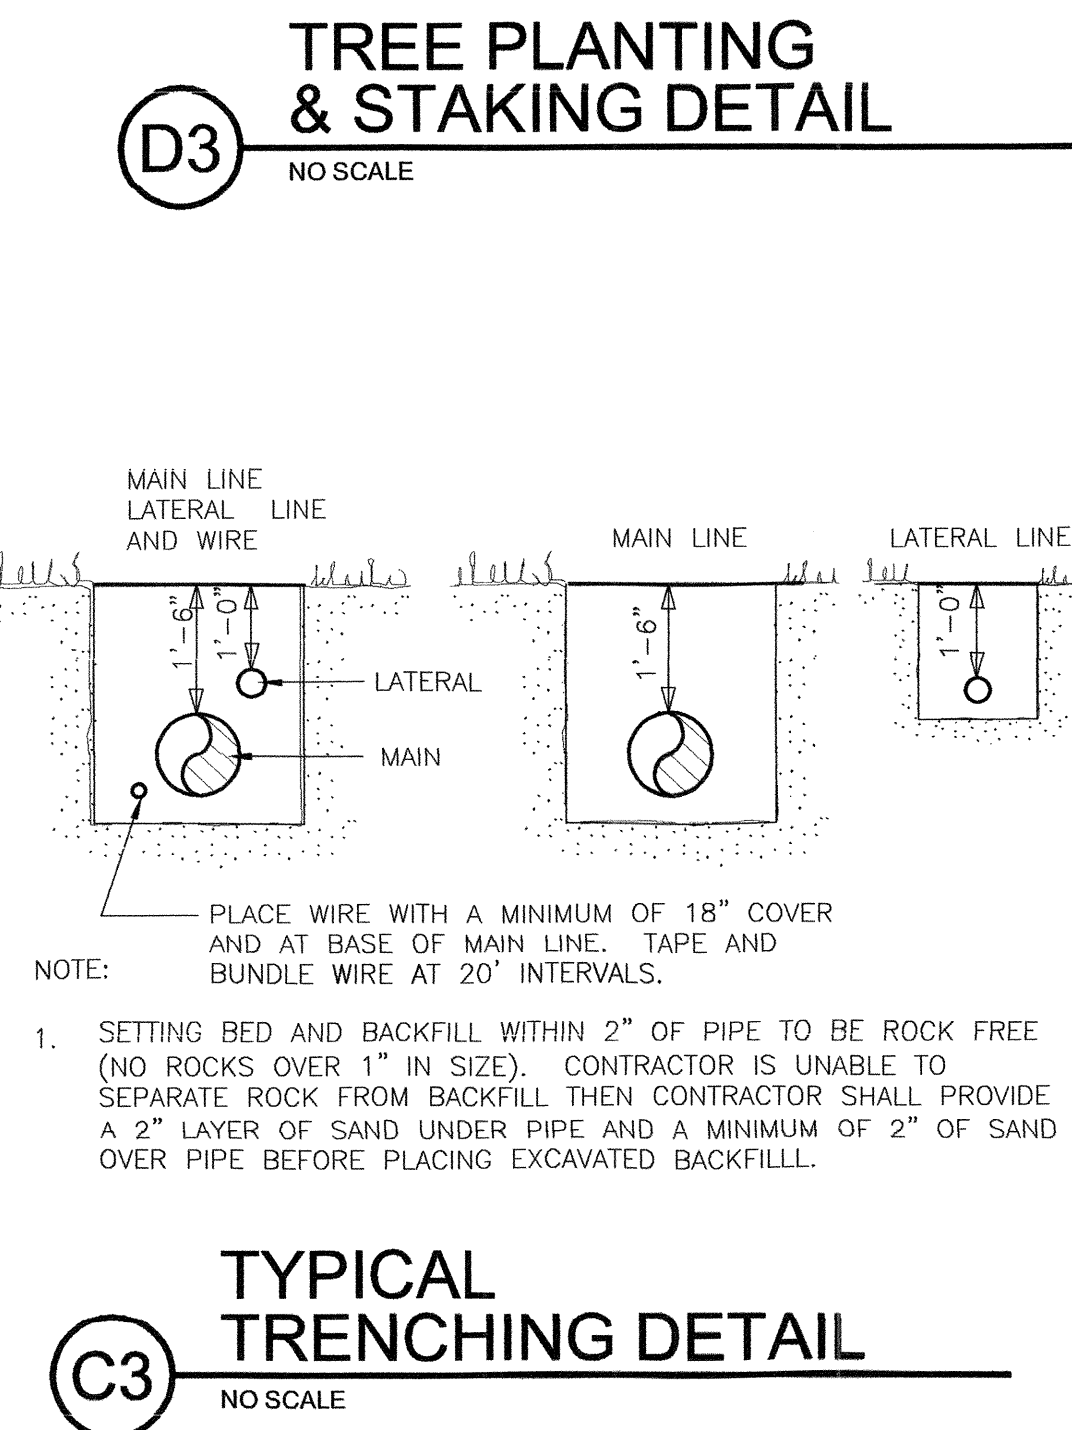 TREE PLANTING
& STAKING DETAIL
D3
NO SCALE
MAIN LINE
LATERAL LINE
AND WIRE
MAIN LINE
LATERAL LINE
1'-6"
1'-0"
1'-6"
1'-0"
LATERAL
MAIN
PLACE WIRE WITH A MINIMUM OF 18" COVER
AND AT BASE OF MAIN LINE. TAPE AND
BUNDLE WIRE AT 20' INTERVALS.
NOTE:
1. SETTING BED AND BACKFILL WITHIN 2" OF PIPE TO BE ROCK FREE
(NO ROCKS OVER 1" IN SIZE). CONTRACTOR IS UNABLE TO
SEPARATE ROCK FROM BACKFILL THEN CONTRACTOR SHALL PROVIDE
A 2" LAYER OF SAND UNDER PIPE AND A MINIMUM OF 2" OF SAND
OVER PIPE BEFORE PLACING EXCAVATED BACKFILLL.
TYPICAL
TRENCHING DETAIL
C3
NO SCALE